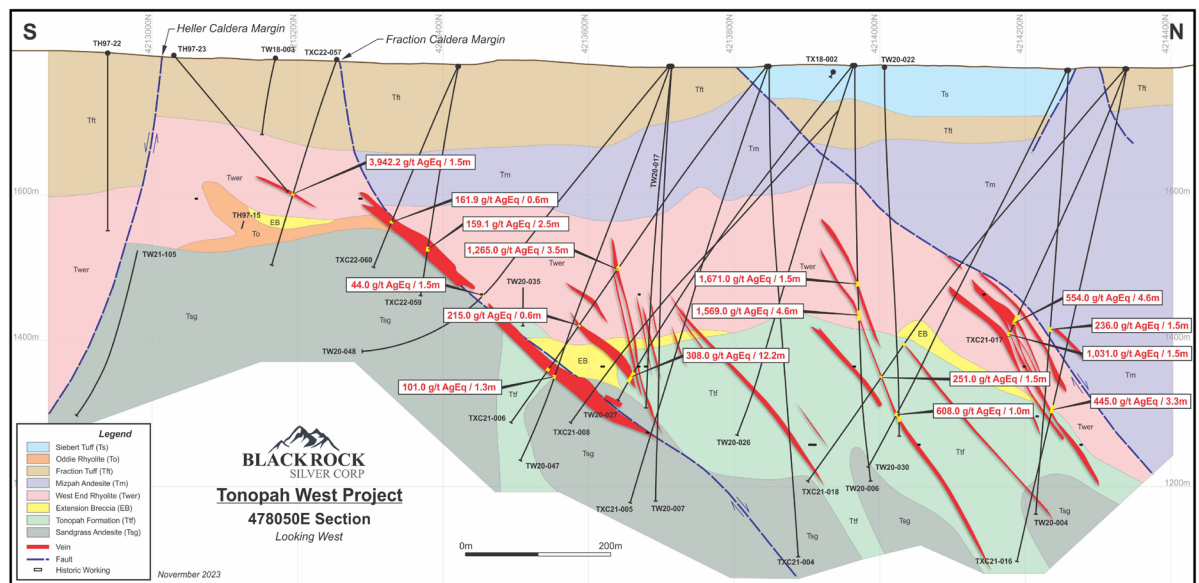 S
N
Heller Caldera Margin
Fraction Caldera Margin
4213000N
4213200N
4213400N
4213600N
4213800N
4214000N
4214200N
4214400N
TH97-22
TH97-23
TW18-003
TXC22-057
TX18-002
TW20-022
Ts
Tft
Tft
Tft
Tft
Tft
Tm
Tm
Tm
TW20-017
3,942.2 g/t AgEq / 1.5m
1600m
1600m
Twer
161.9 g/t AgEq / 0.6m
TH97-15
EB
To
159.1 g/t AgEq / 2.5m
TW21-105
1,265.0 g/t AgEq / 3.5m
Twer
Twer
Twer
TXC22-060
TW20-035
1,671.0 g/t AgEq / 1.5m
44.0 g/t AgEq / 1.5m
TXC22-059
554.0 g/t AgEq / 4.6m
Tsg
Tsg
215.0 g/t AgEq / 0.6m
1,569.0 g/t AgEq / 4.6m
236.0 g/t AgEq / 1.5m
EB
1400m
1400m
TXC21-017
TW20-048
EB
308.0 g/t AgEq / 12.2m
1,031.0 g/t AgEq / 1.5m
Tm
101.0 g/t AgEq / 1.3m
251.0 g/t AgEq / 1.5m
Ttf
445.0 g/t AgEq / 3.3m
TXC21-006
TW20-027
608.0 g/t AgEq / 1.0m
TXC21-008
TW20-026
Twer
Tsg
Ttf
Ttf
TW20-047
TW20-030
TXC21-018
TW20-006
1200m
TXC21-005
TW20-007
Tsg
Ttf
Tsg
TW20-004
Tsg
TXC21-004
TXC21-016
Legend
Siebert Tuff (Ts)
Oddie Rhyolite (To)
Fraction Tuff (Tft)
Mizpah Andesite (Tm)
West End Rhyolite (Twer)
Extension Breccia (EB)
Tonopah Formation (Ttf)
Sandgrass Andesite (Tsg)
Vein
Fault
Historic Working
BLACKROCK
SILVER CORP
Tonopah West Project
478050E Section
Looking West
0m
200m
November 2023